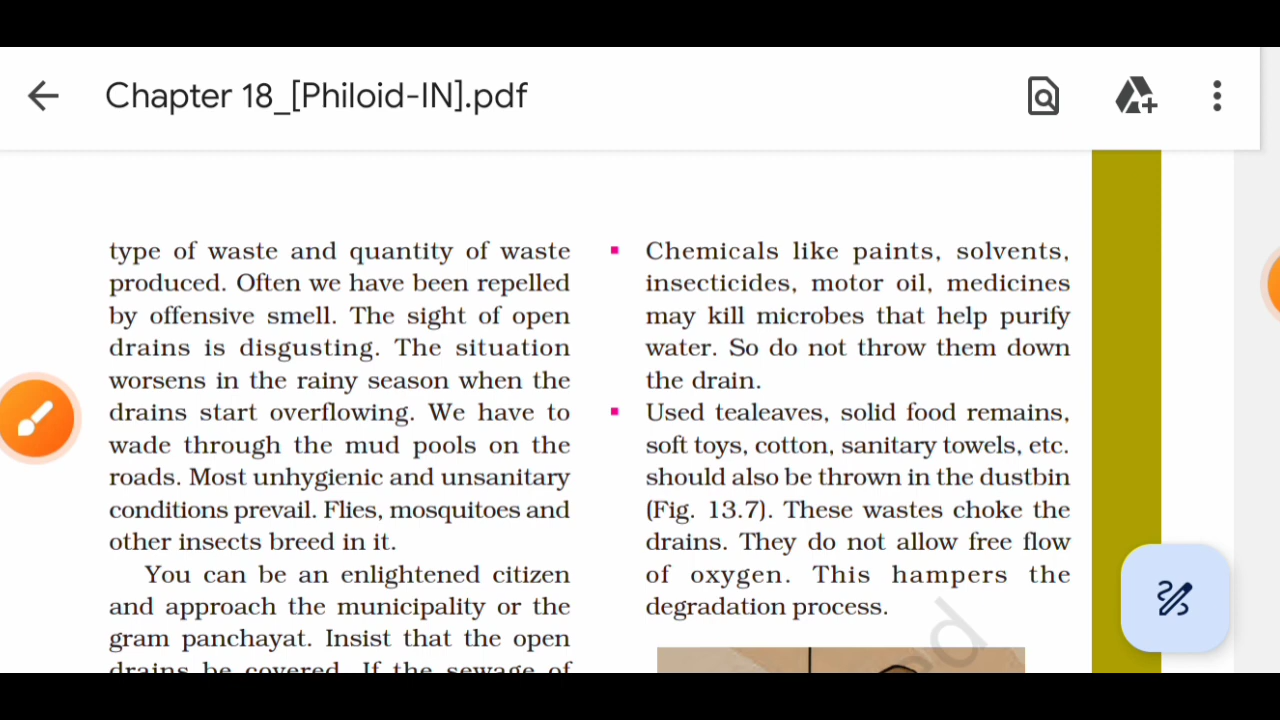 Chapter 18_[Philoid-IN].pdf
type of waste and quantity of waste
produced. Often we have been repelled
by offensive smell. The sight of open
drains is disgusting. The situation
worsens in the rainy season when the
drains start overflowing. We have to
wade through the mud pools on the
roads. Most unhygienic and unsanitary
conditions prevail. Flies, mosquitoes and
other insects breed in it.
You can be an enlightened citizen
and approach the municipality or the
gram panchayat. Insist that the open
drains be covered. If the sewage of
▪ Chemicals like paints, solvents,
insecticides, motor oil, medicines
may kill microbes that help purify
water. So do not throw them down
the drain.
▪ Used tealeaves, solid food remains,
soft toys, cotton, sanitary towels, etc.
should also be thrown in the dustbin
(Fig. 13.7). These wastes choke the
drains. They do not allow free flow
of oxygen. This hampers the
degradation process.